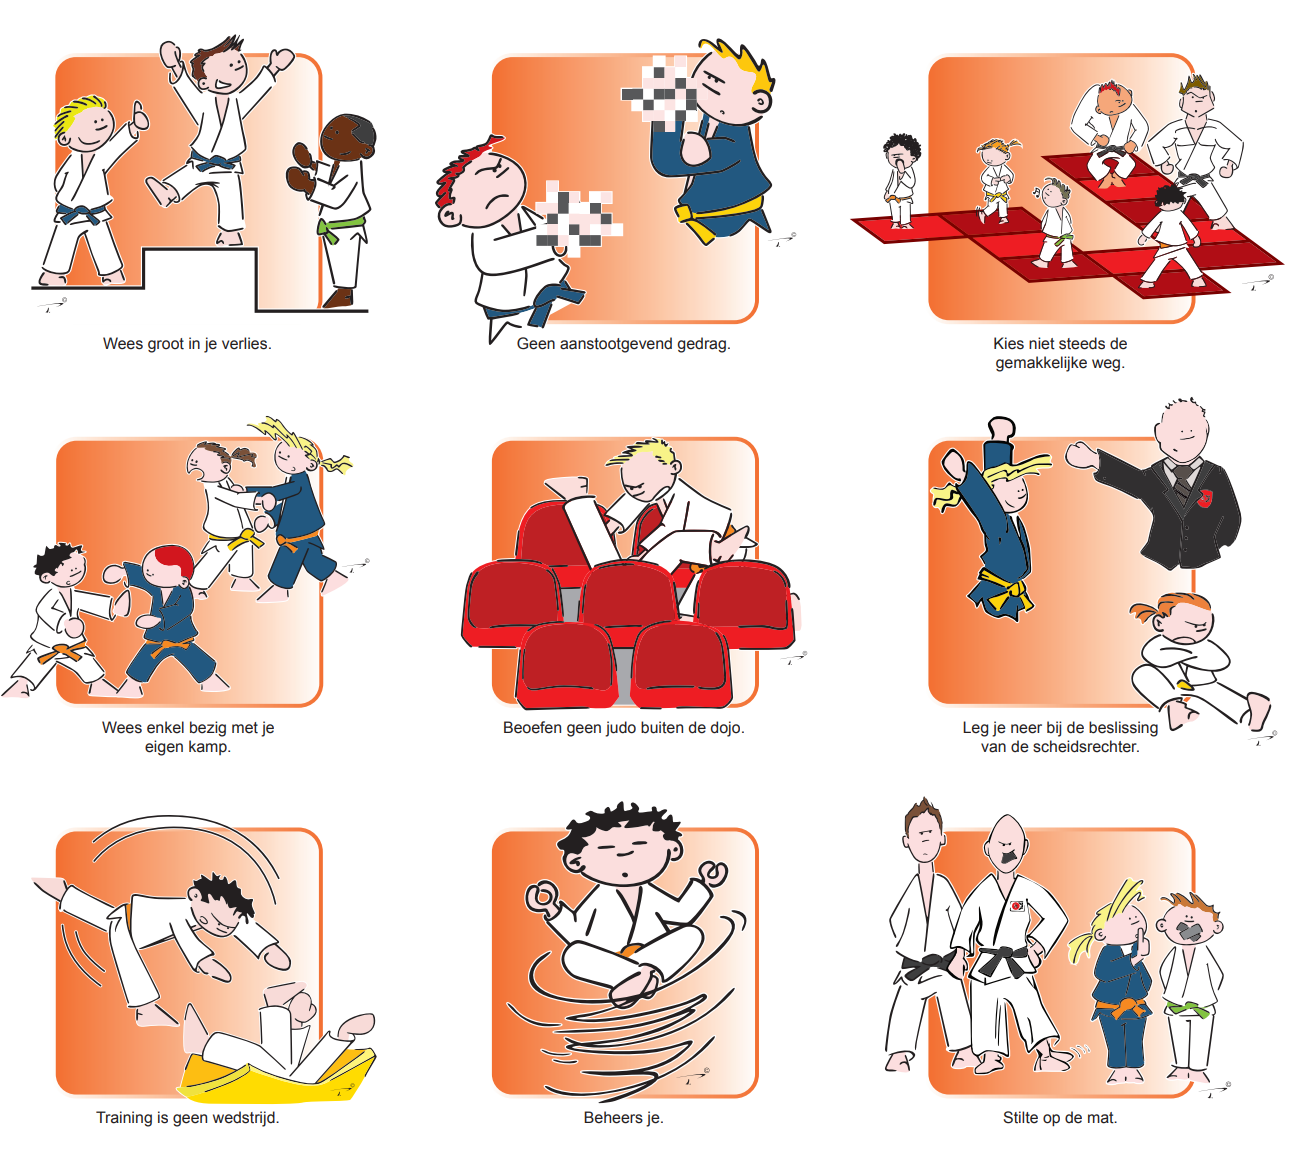 Wees groot in je verlies.
Geen aanstootgevend gedrag.
Kies niet steeds de
gemakkelijke weg.
Wees enkel bezig met je
eigen kamp.
Beoefen geen judo buiten de dojo.
Leg je neer bij de beslissing
van de scheidsrechter.
Training is geen wedstrijd.
Beheers je.
Stilte op de mat.